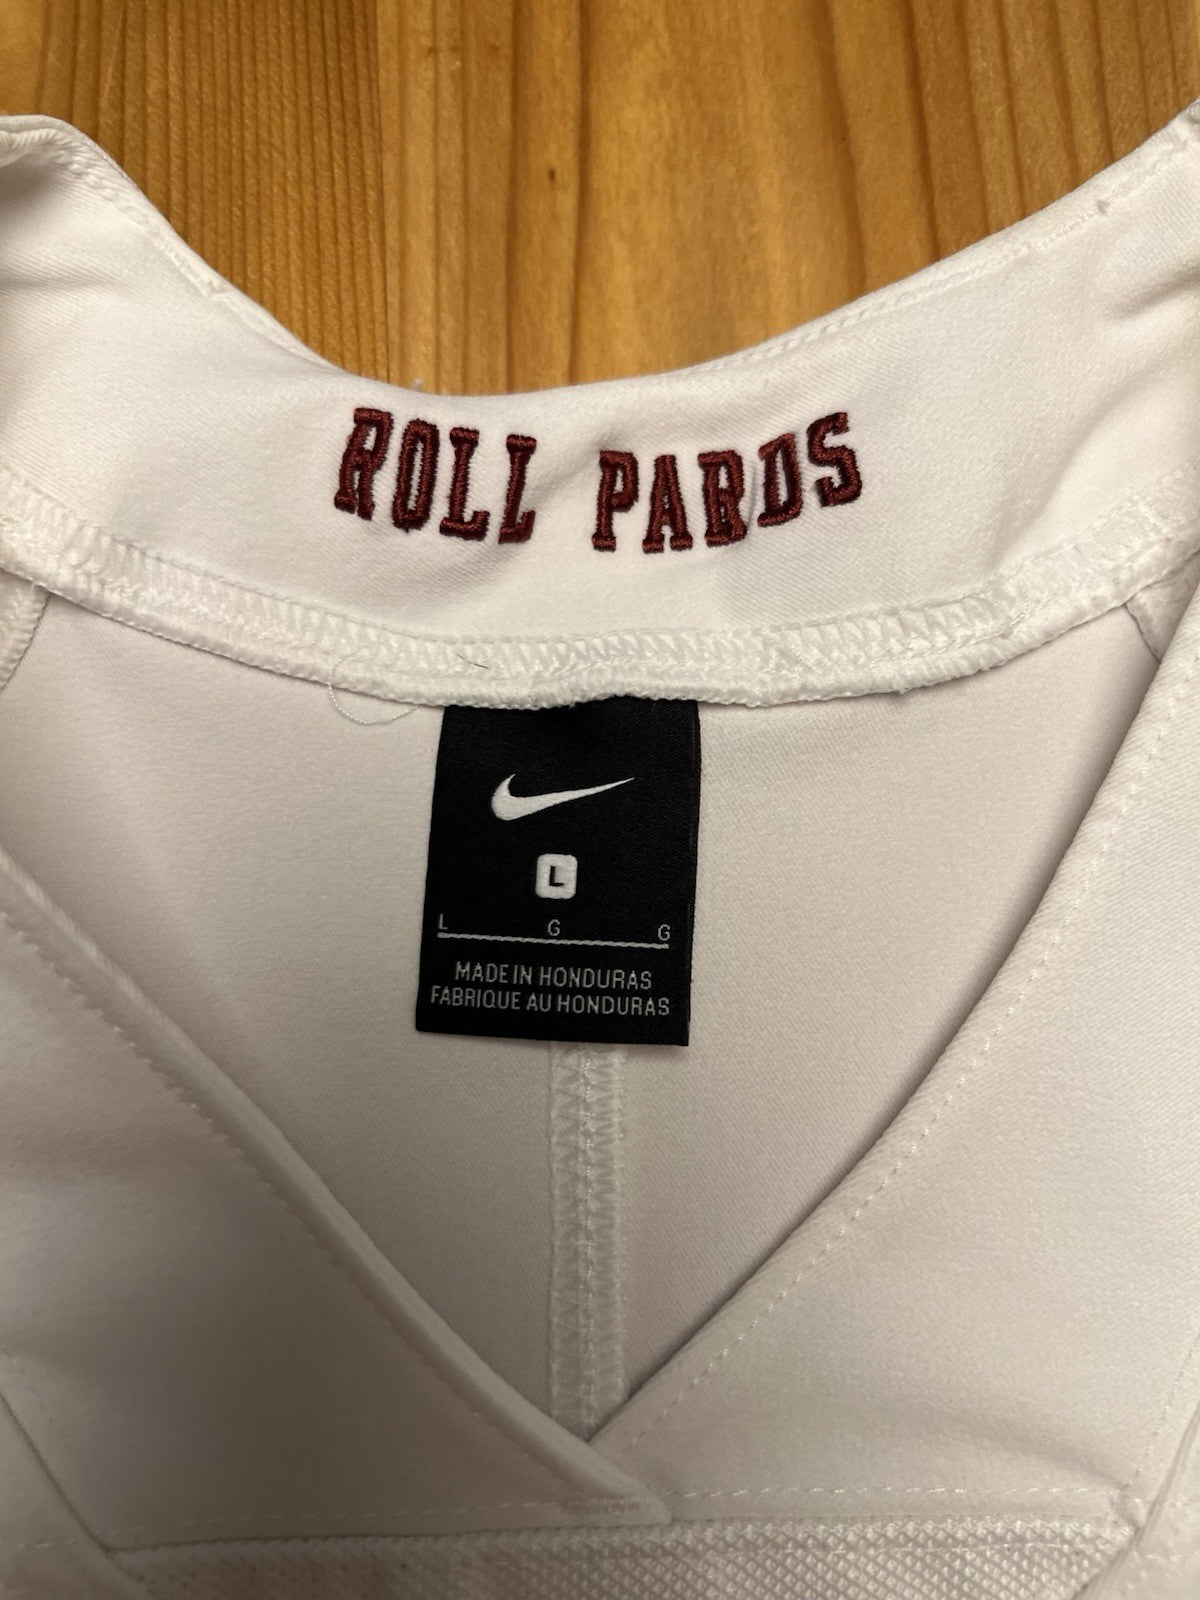 ROLL PARDS
L
L G G
MADE IN HONDURAS
FABRIQUE AU HONDURAS